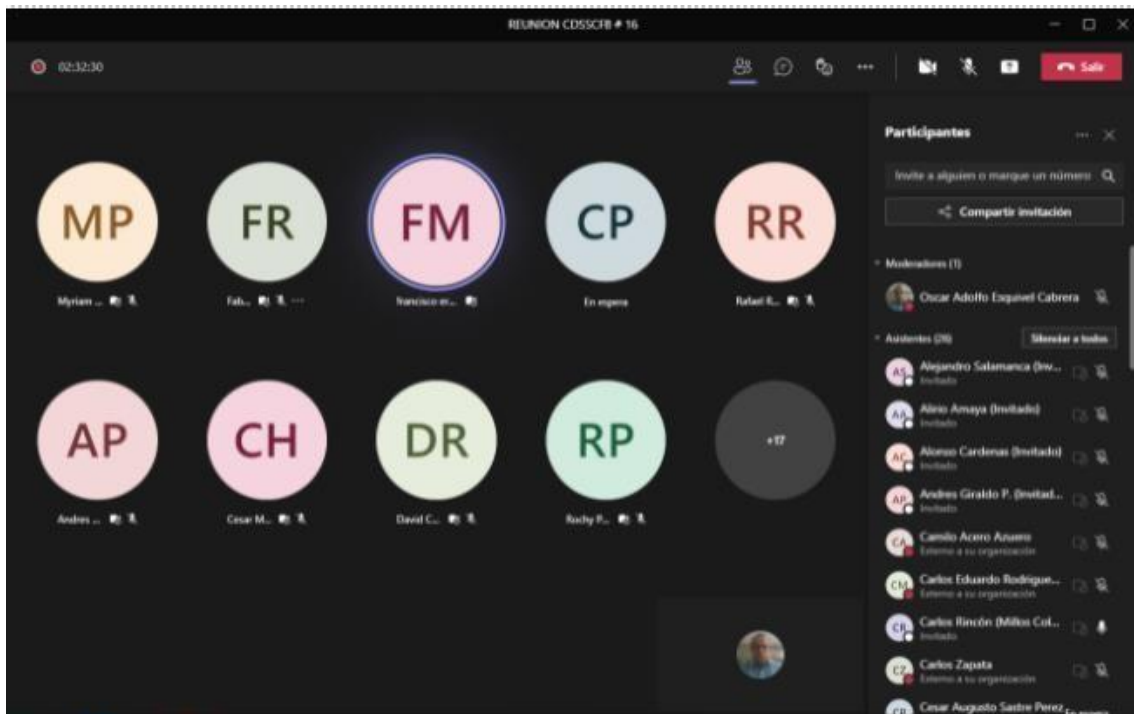 REUNION CDSSCFB # 16
02:32:30
Salir
MP
FR
FM
CP
RR
Myriam ...
Fab...
francisco er...
En espera
Rafael R...
AP
CH
DR
RP
+17
Andres ...
Cesar M...
David C...
Rochy P...
Participantes
Invite a alguien o marque un número
Compartir invitación
Moderadores (1)
Oscar Adolfo Esquivel Cabrera
Asistentes (26)
Silenciar a todos
AS
Alejandro Salamanca (Inv...
Invitado
AA
Alirio Amaya (Invitado)
Invitado
AC
Alonso Cardenas (Invitado)
Invitado
AP
Andres Giraldo P. (Invitad...
Invitado
CA
Camilo Acero Azuero
Externo a su organización
CM
Carlos Eduardo Rodrigue...
Externo a su organización
CR
Carlos Rincón (Millos Col...
Invitado
CZ
Carlos Zapata
Externo a su organización
Cesar Augusto Sastre Perez